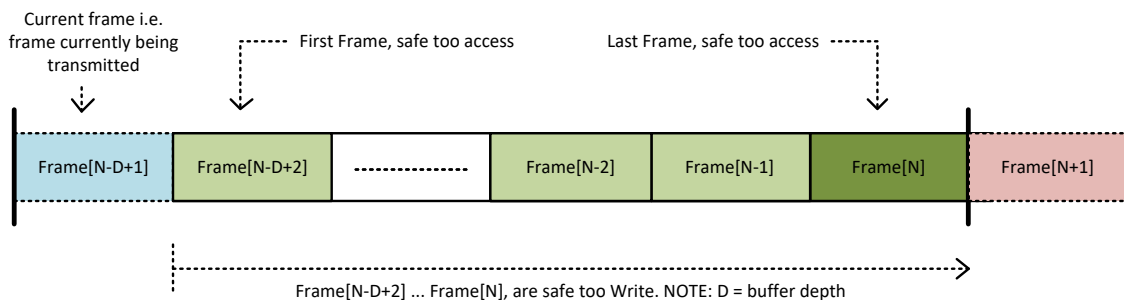 Current frame i.e.
frame currently being
transmitted
First Frame, safe too access
Last Frame, safe too access
Frame[N-D+1]
Frame[N-D+2]
Frame[N-2]
Frame[N-1]
Frame[N]
Frame[N+1]
Frame[N-D+2] ... Frame[N], are safe too Write. NOTE: D = buffer depth